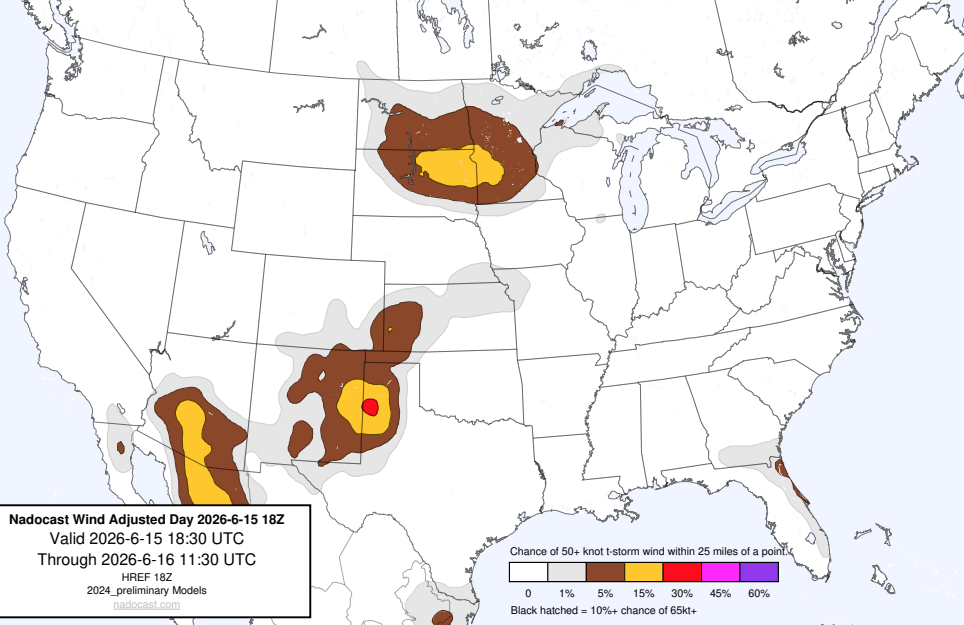 Nadocast Wind Adjusted Day 2026-6-15 18Z
Valid 2026-6-15 18:30 UTC
Through 2026-6-16 11:30 UTC
HREF 18Z
2024_preliminary Models
nadocast.com
Chance of 50+ knot t-storm wind within 25 miles of a point.
0 1% 5% 15% 30% 45% 60%
Black hatched = 10%+ chance of 65kt+